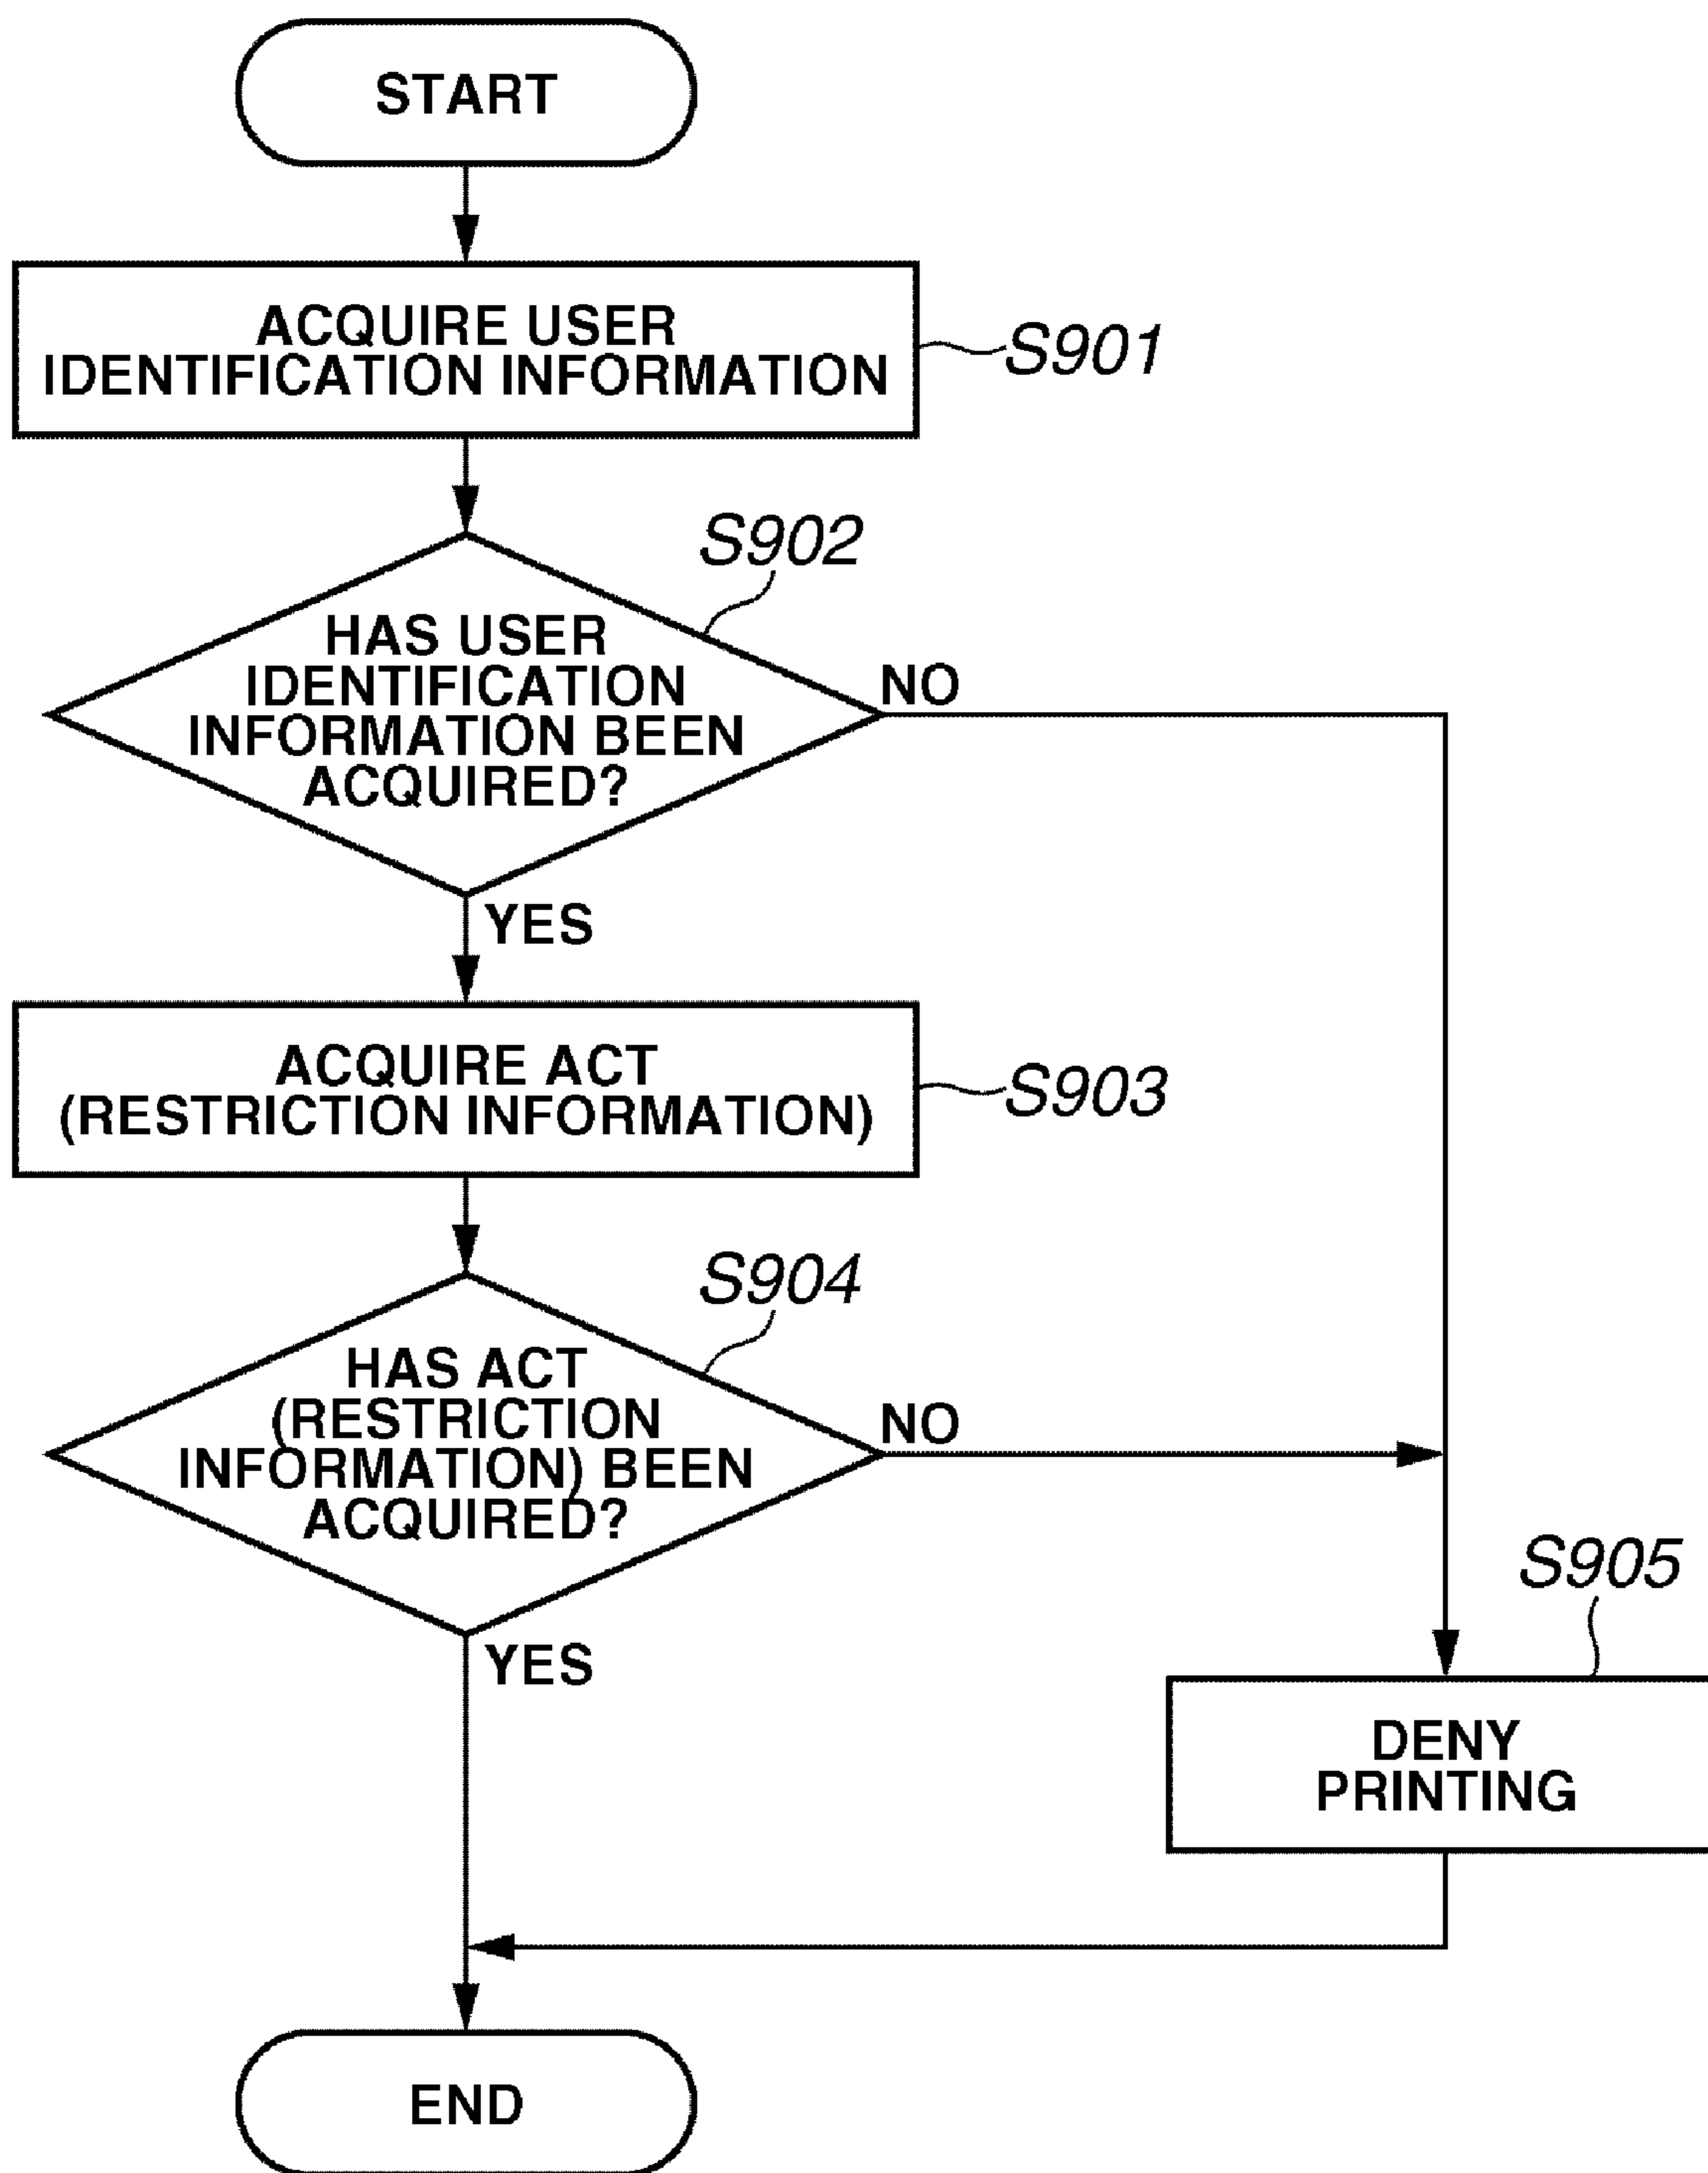 START
ACQUIRE USER
IDENTIFICATION INFORMATION
S901
S902
HAS USER
IDENTIFICATION
INFORMATION BEEN
ACQUIRED?
NO
YES
ACQUIRE ACT
(RESTRICTION INFORMATION)
S903
S904
HAS ACT
(RESTRICTION
INFORMATION) BEEN
ACQUIRED?
NO
YES
S905
DENY
PRINTING
END